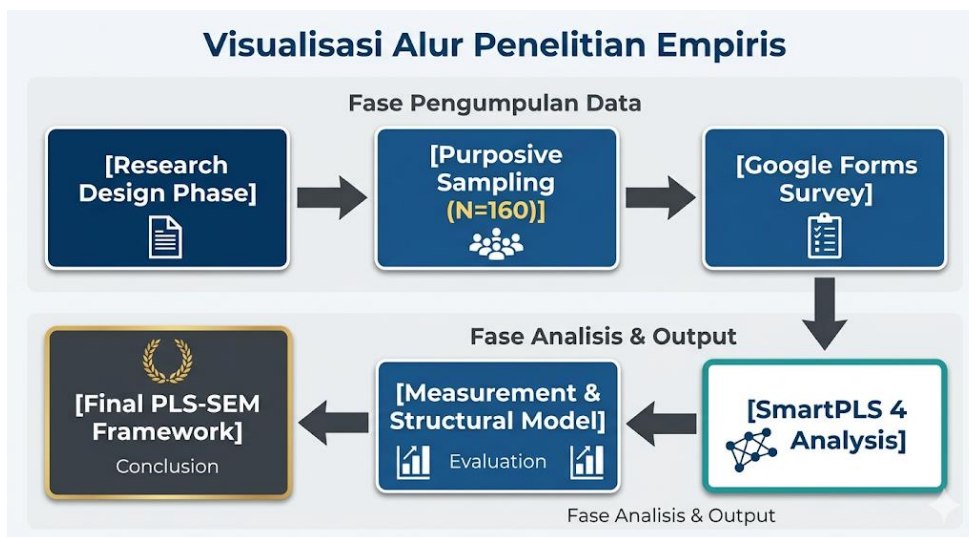 Visualisasi Alur Penelitian Empiris
Fase Pengumpulan Data
[Research
Design Phase]
[Purposive
Sampling
(N=160)]
[Google Forms
Survey]
Fase Analisis & Output
[SmartPLS 4
Analysis]
[Measurement &
Structural Model]
Evaluation
[Final PLS-SEM
Framework]
Conclusion
Fase Analisis & Output